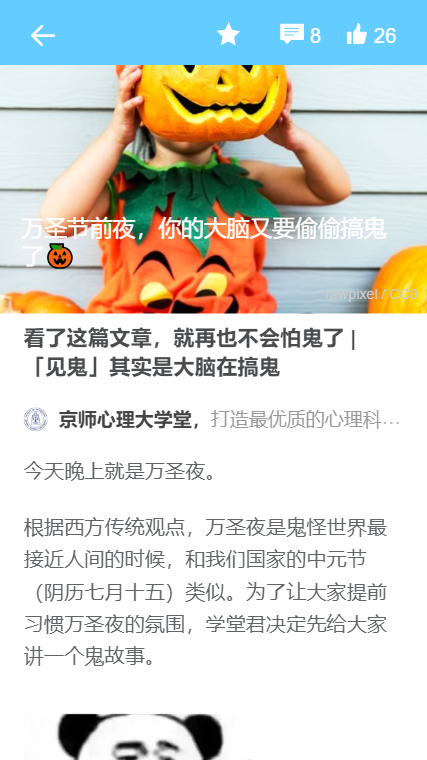 8
26
万圣节前夜，你的大脑又要偷偷搞鬼
了🎃
rawpixel / CC0
看了这篇文章，就再也不会怕鬼了 |
「见鬼」其实是大脑在搞鬼
京师心理大学堂，打造最优质的心理科…
今天晚上就是万圣夜。
根据西方传统观点，万圣夜是鬼怪世界最
接近人间的时候，和我们国家的中元节
（阴历七月十五）类似。为了让大家提前
习惯万圣夜的氛围，学堂君决定先给大家
讲一个鬼故事。